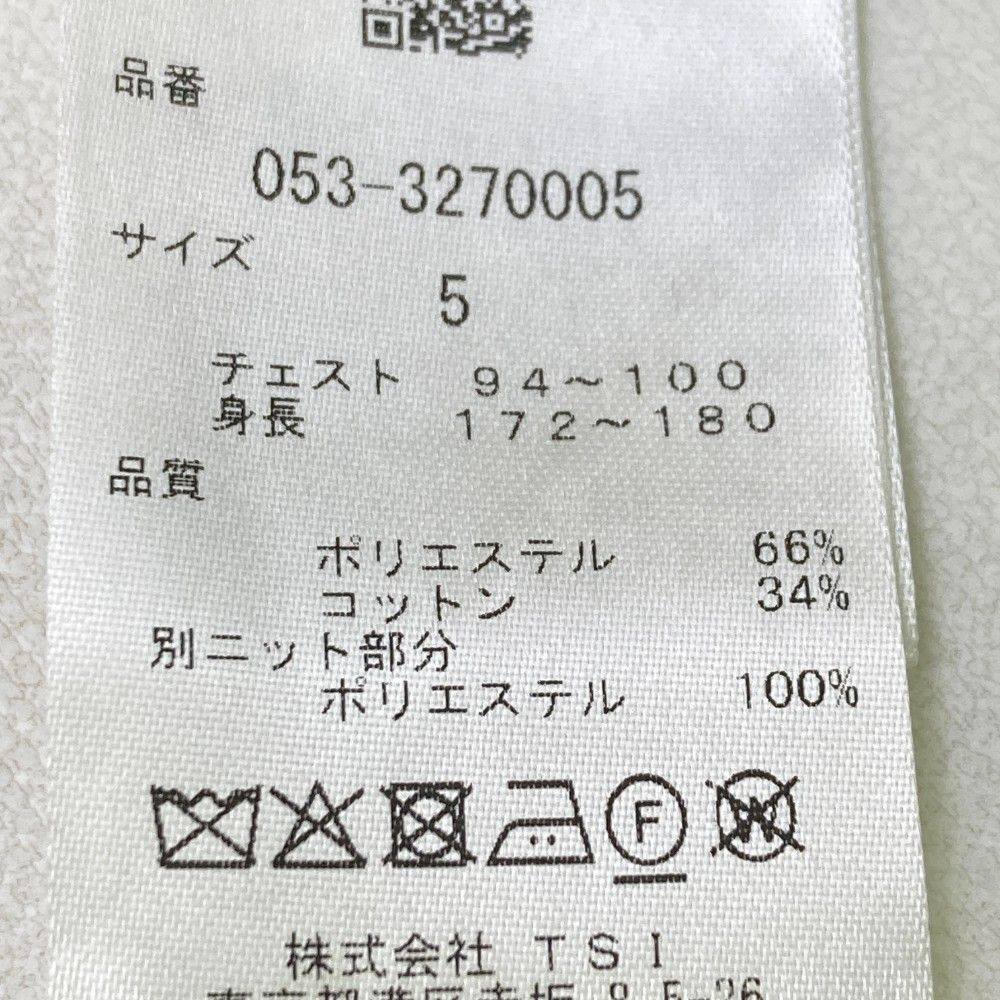 品番
053-3270005
サイズ
5
チェスト 94～100
身長 172～180
品質
ポリエステル 66%
コットン 34%
別ニット部分
ポリエステル 100%
F
W
株式会社 TSI